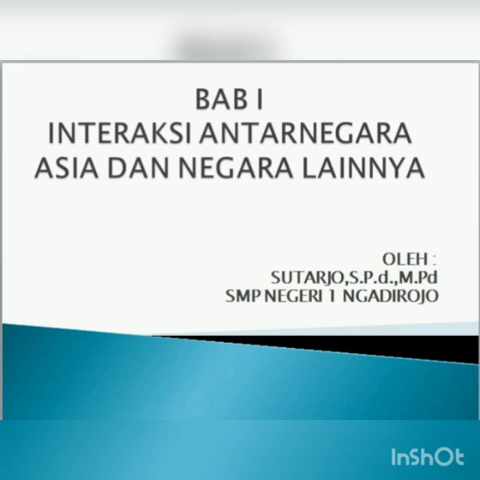 BAB I
INTERAKSI ANTARNEGARA
ASIA DAN NEGARA LAINNYA
OLEH :
SUTARJO,S.P.d.,M.Pd
SMP NEGERI 1 NGADIROJO
InShOt